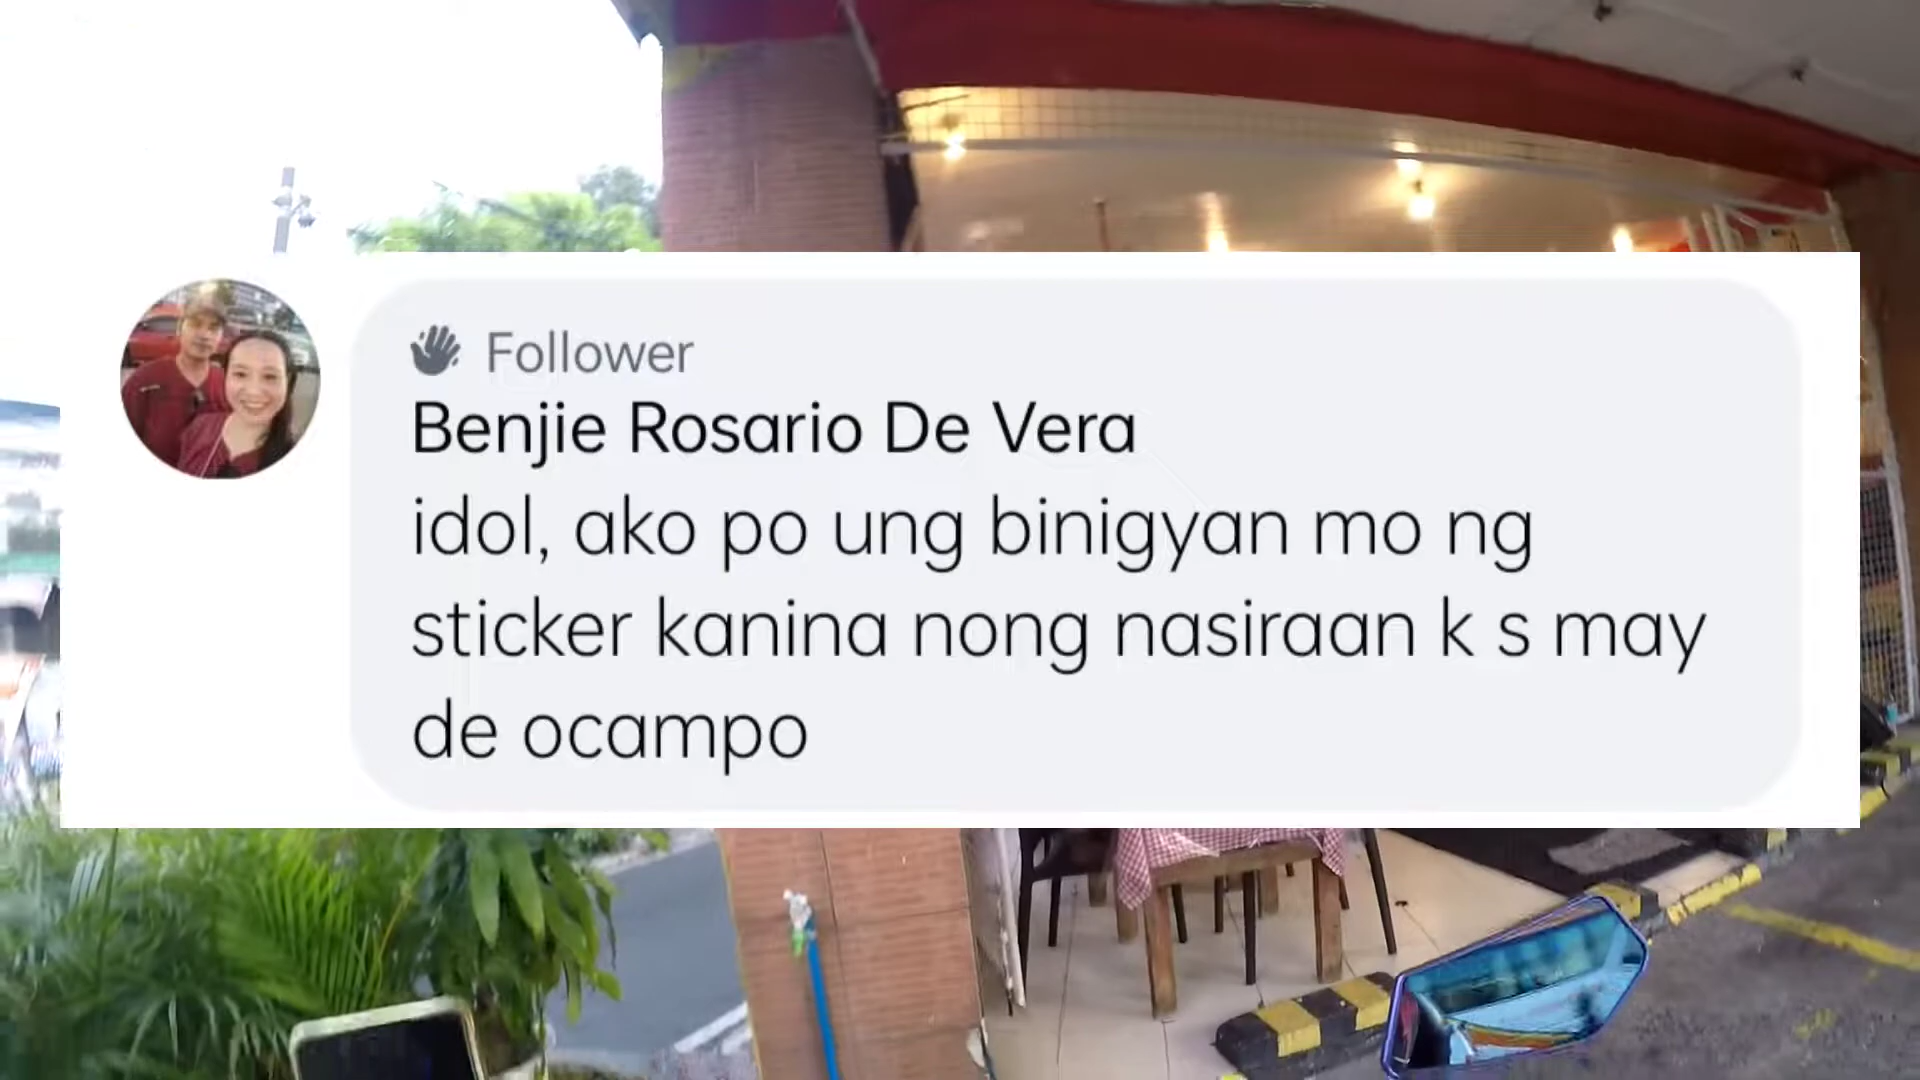 Follower
Benjie Rosario De Vera
idol, ako po ung binigyan mo ng
sticker kanina nong nasiraan k s may
de ocampo